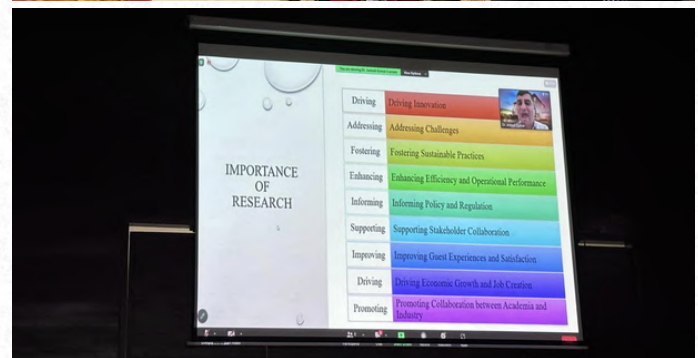 IMPORTANCE
OF
RESEARCH
Driving Driving Innovation
Addressing Addressing Challenges
Fostering Fostering Sustainable Practices
Enhancing Enhancing Efficiency and Operational Performance
Informing Informing Policy and Regulation
Supporting Supporting Stakeholder Collaboration
Improving Improving Guest Experiences and Satisfaction
Driving Driving Economic Growth and Job Creation
Promoting Promoting Collaboration between Academia and
Industry